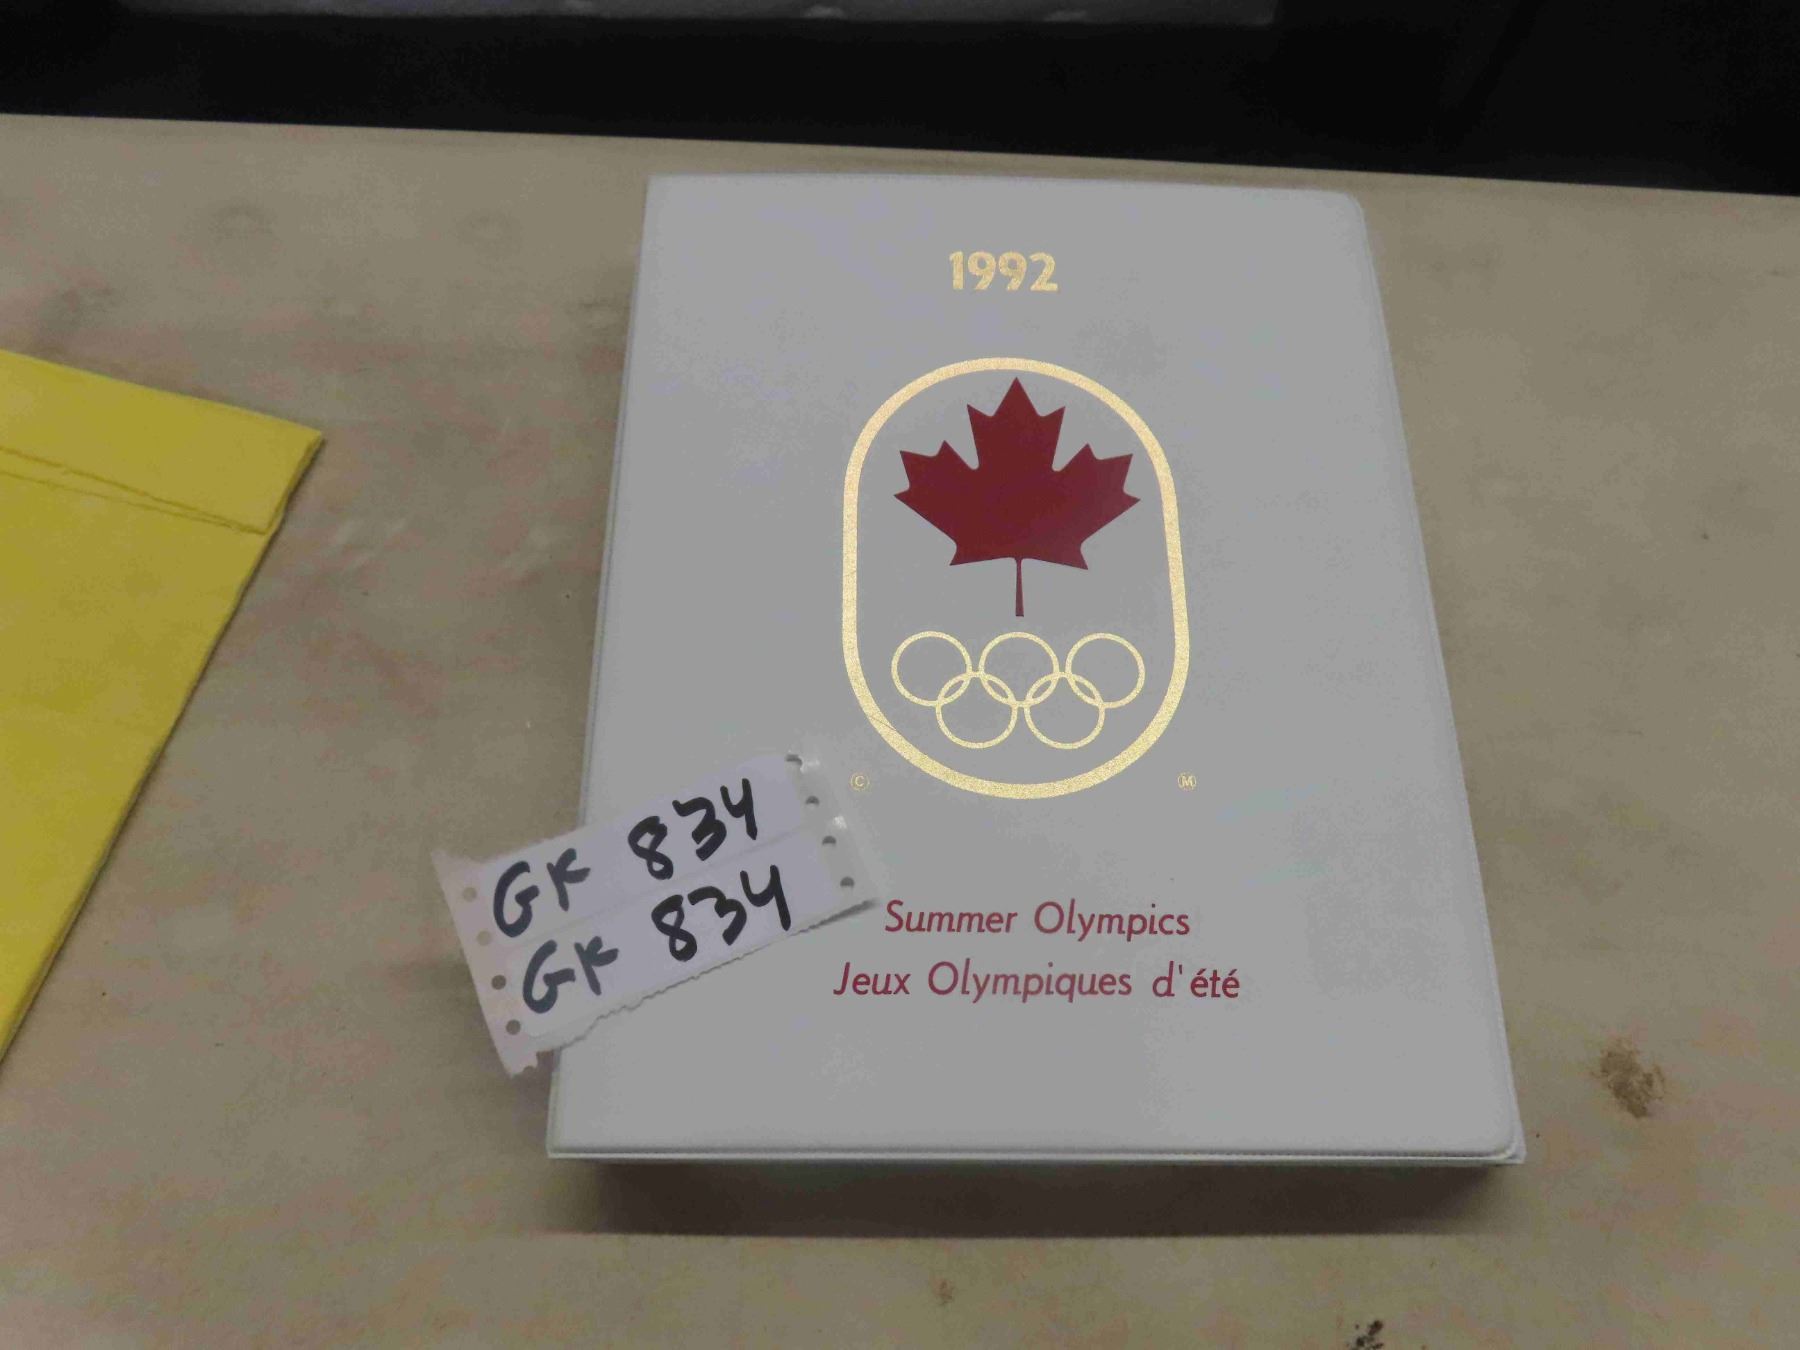 1992
© M
GK 834
GK 834
Summer Olympics
Jeux Olympiques d'été